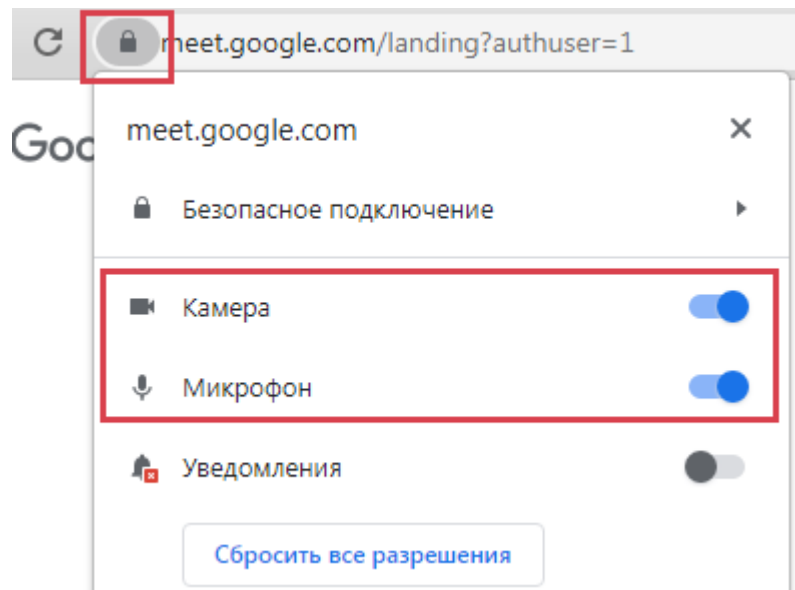 meet.google.com/landing?authuser=1
Goo
meet.google.com
Безопасное подключение
Камера
Микрофон
Уведомления
Сбросить все разрешения